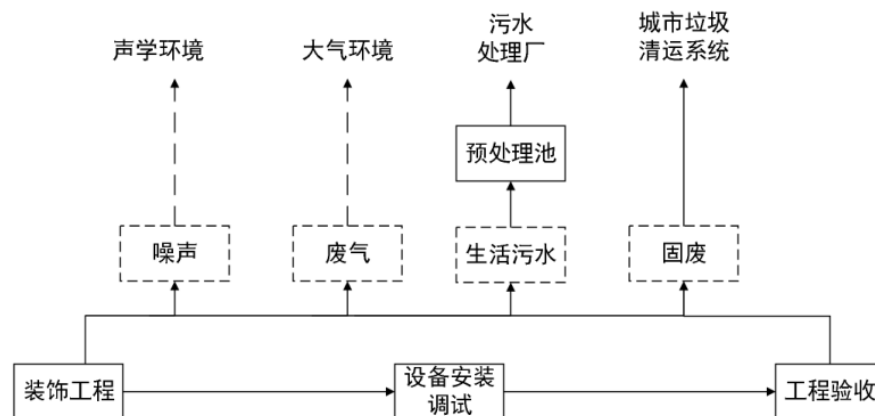 声学环境
大气环境
污水
处理厂
城市垃圾
清运系统
预处理池
噪声
废气
生活污水
固废
装饰工程
设备安装
调试
工程验收